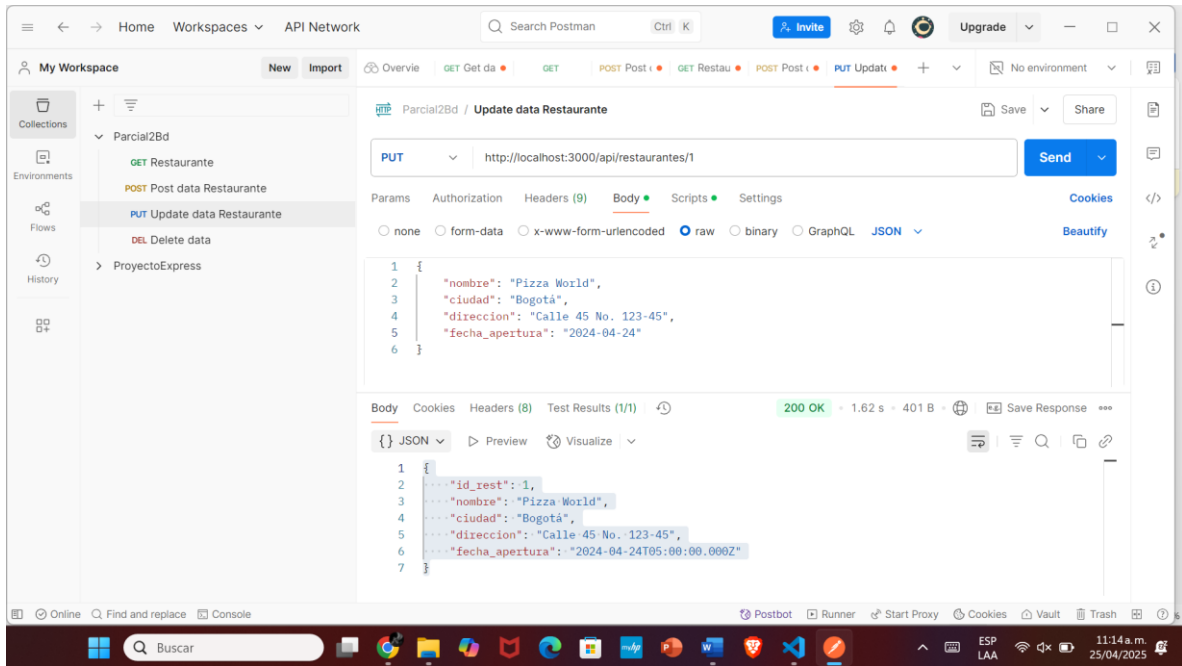 Home Workspaces API Network Search Postman Ctrl K Invite Upgrade
My Workspace New Import Overvie GET Get da GET POST Post GET Restau POST Post PUT Update No environment
Collections
Environments
Flows
History
Parcial2Bd
GET Restaurante
POST Post data Restaurante
PUT Update data Restaurante
DEL Delete data
ProyectoExpress
HTTP Parcial2Bd / Update data Restaurante Save Share
PUT http://localhost:3000/api/restaurantes/1 Send
Params Authorization Headers (9) Body Scripts Settings Cookies
none form-data x-www-form-urlencoded raw binary GraphQL JSON Beautify
1 {
2 "nombre": "Pizza World",
3 "ciudad": "Bogotá",
4 "direccion": "Calle 45 No. 123-45",
5 "fecha_apertura": "2024-04-24"
6 }
Body Cookies Headers (8) Test Results (1/1) 200 OK 1.62 s 401 B e.g. Save Response
{} JSON Preview Visualize
1 {
2 "id_rest": 1,
3 "nombre": "Pizza World",
4 "ciudad": "Bogotá",
5 "direccion": "Calle 45 No. 123-45",
6 "fecha_apertura": "2024-04-24T05:00:00.000Z"
7 }
Online Find and replace Console Postbot Runner Start Proxy Cookies Vault Trash
Buscar ESP LAA 11:14 a.m. 25/04/2025